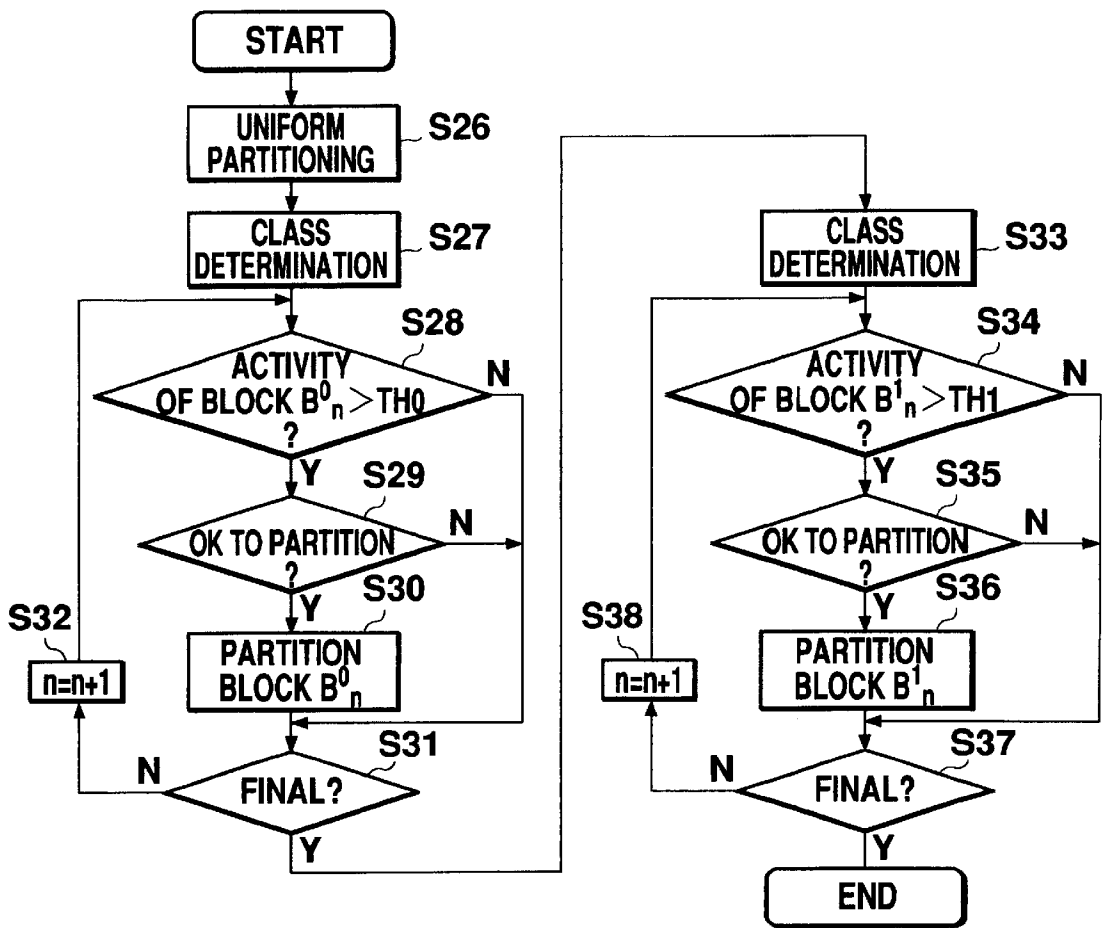 START
UNIFORM
PARTITIONING
S26
CLASS
DETERMINATION
S27
S28
ACTIVITY
OF BLOCK B⁰ₙ > TH0
?
N
Y
S29
OK TO PARTITION
?
N
Y
S30
PARTITION
BLOCK B⁰ₙ
S32
n=n+1
S31
FINAL?
N
Y
CLASS
DETERMINATION
S33
S34
ACTIVITY
OF BLOCK B¹ₙ > TH1
?
N
Y
S35
OK TO PARTITION
?
N
Y
S36
PARTITION
BLOCK B¹ₙ
S38
n=n+1
S37
FINAL?
N
Y
END